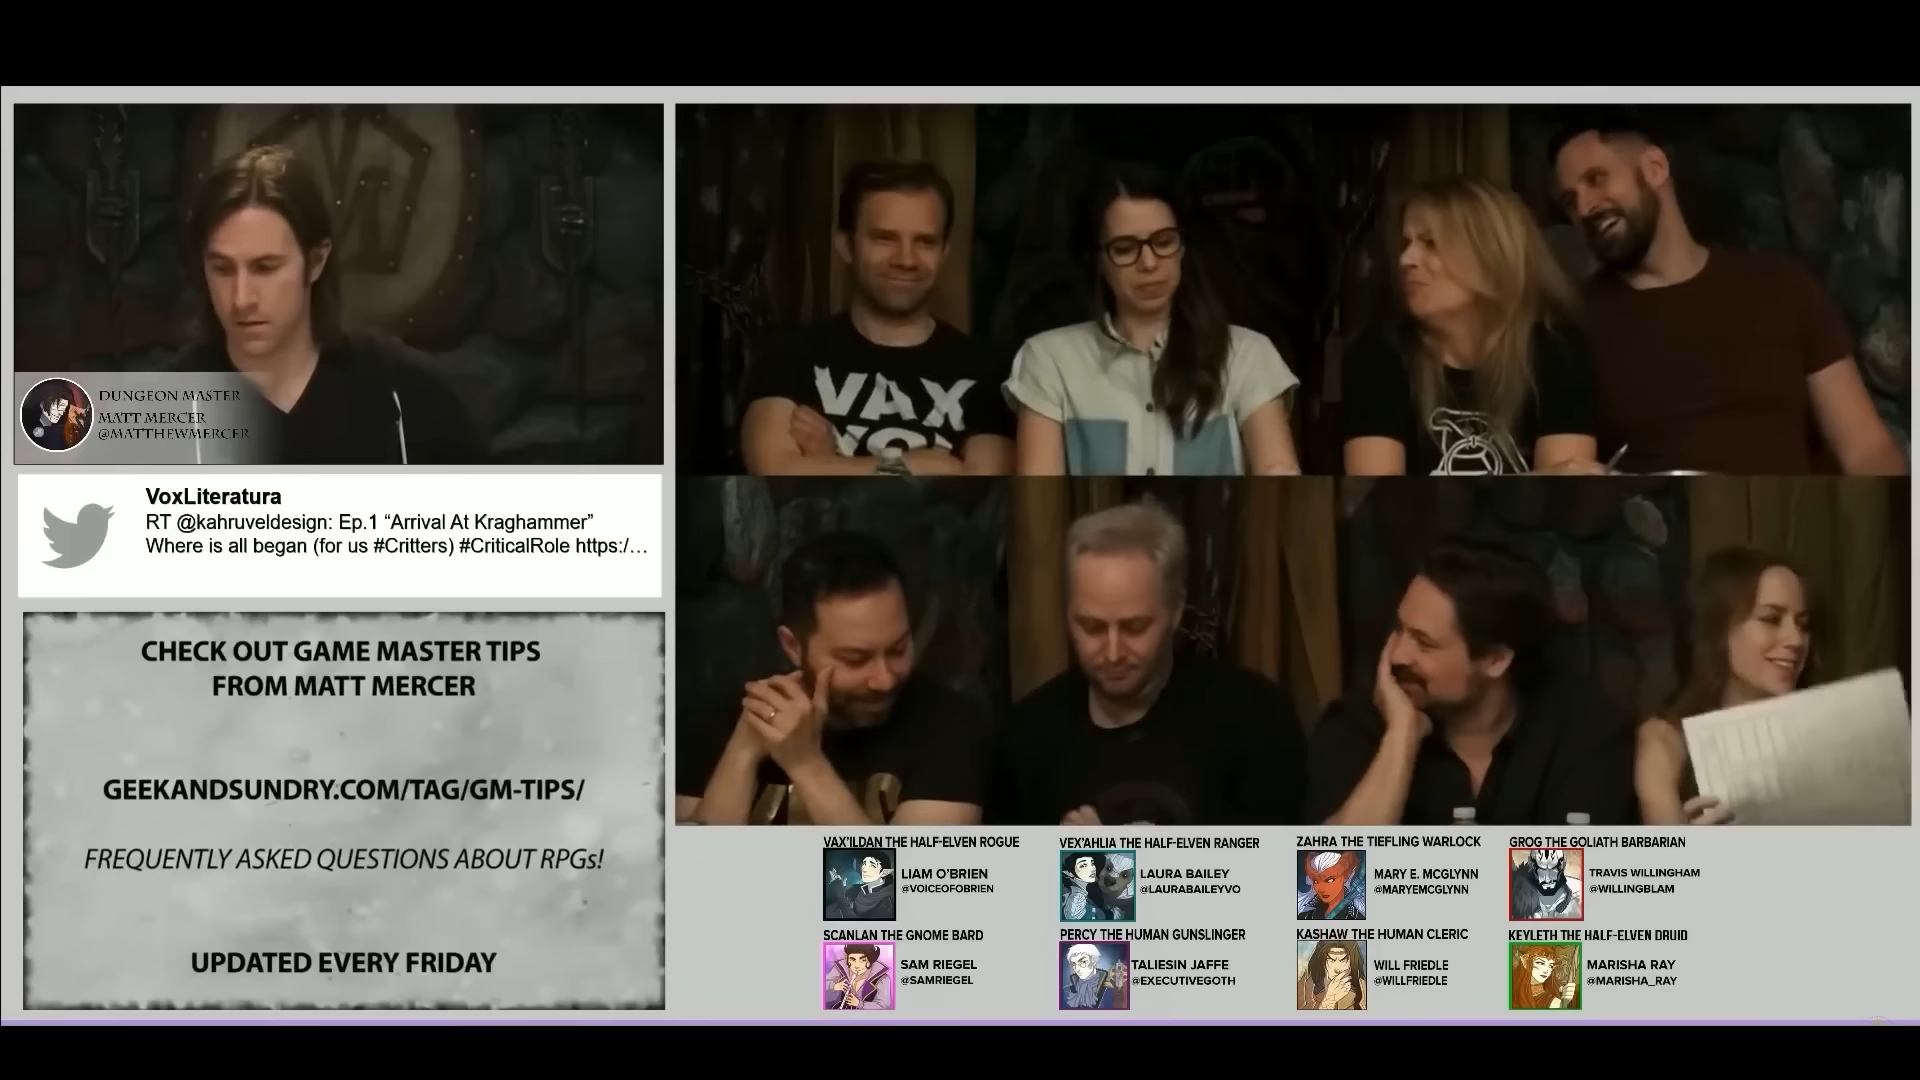 DUNGEON MASTER
MATT MERCER
@MATTHEWMERCER
VAX
VoxLiteratura
RT @kahruveldesign: Ep.1 “Arrival At Kraghammer”
Where is all began (for us #Critters) #CriticalRole https:/…
CHECK OUT GAME MASTER TIPS
FROM MATT MERCER
GEEKANDSUNDRY.COM/TAG/GM-TIPS/
FREQUENTLY ASKED QUESTIONS ABOUT RPGs!
UPDATED EVERY FRIDAY
VAX'ILDAN THE HALF-ELVEN ROGUE
LIAM O'BRIEN
@VOICEOFOBRIEN
VEX'AHLIA THE HALF-ELVEN RANGER
LAURA BAILEY
@LAURABAILEYVO
ZAHRA THE TIEFLING WARLOCK
MARY E. MCGLYNN
@MARYEMCGLYNN
GROG THE GOLIATH BARBARIAN
TRAVIS WILLINGHAM
@WILLINGBLAM
SCANLAN THE GNOME BARD
SAM RIEGEL
@SAMRIEGEL
PERCY THE HUMAN GUNSLINGER
TALIESIN JAFFE
@EXECUTIVEGOTH
KASHAW THE HUMAN CLERIC
WILL FRIEDLE
@WILLFRIEDLE
KEYLETH THE HALF-ELVEN DRUID
MARISHA RAY
@MARISHA_RAY